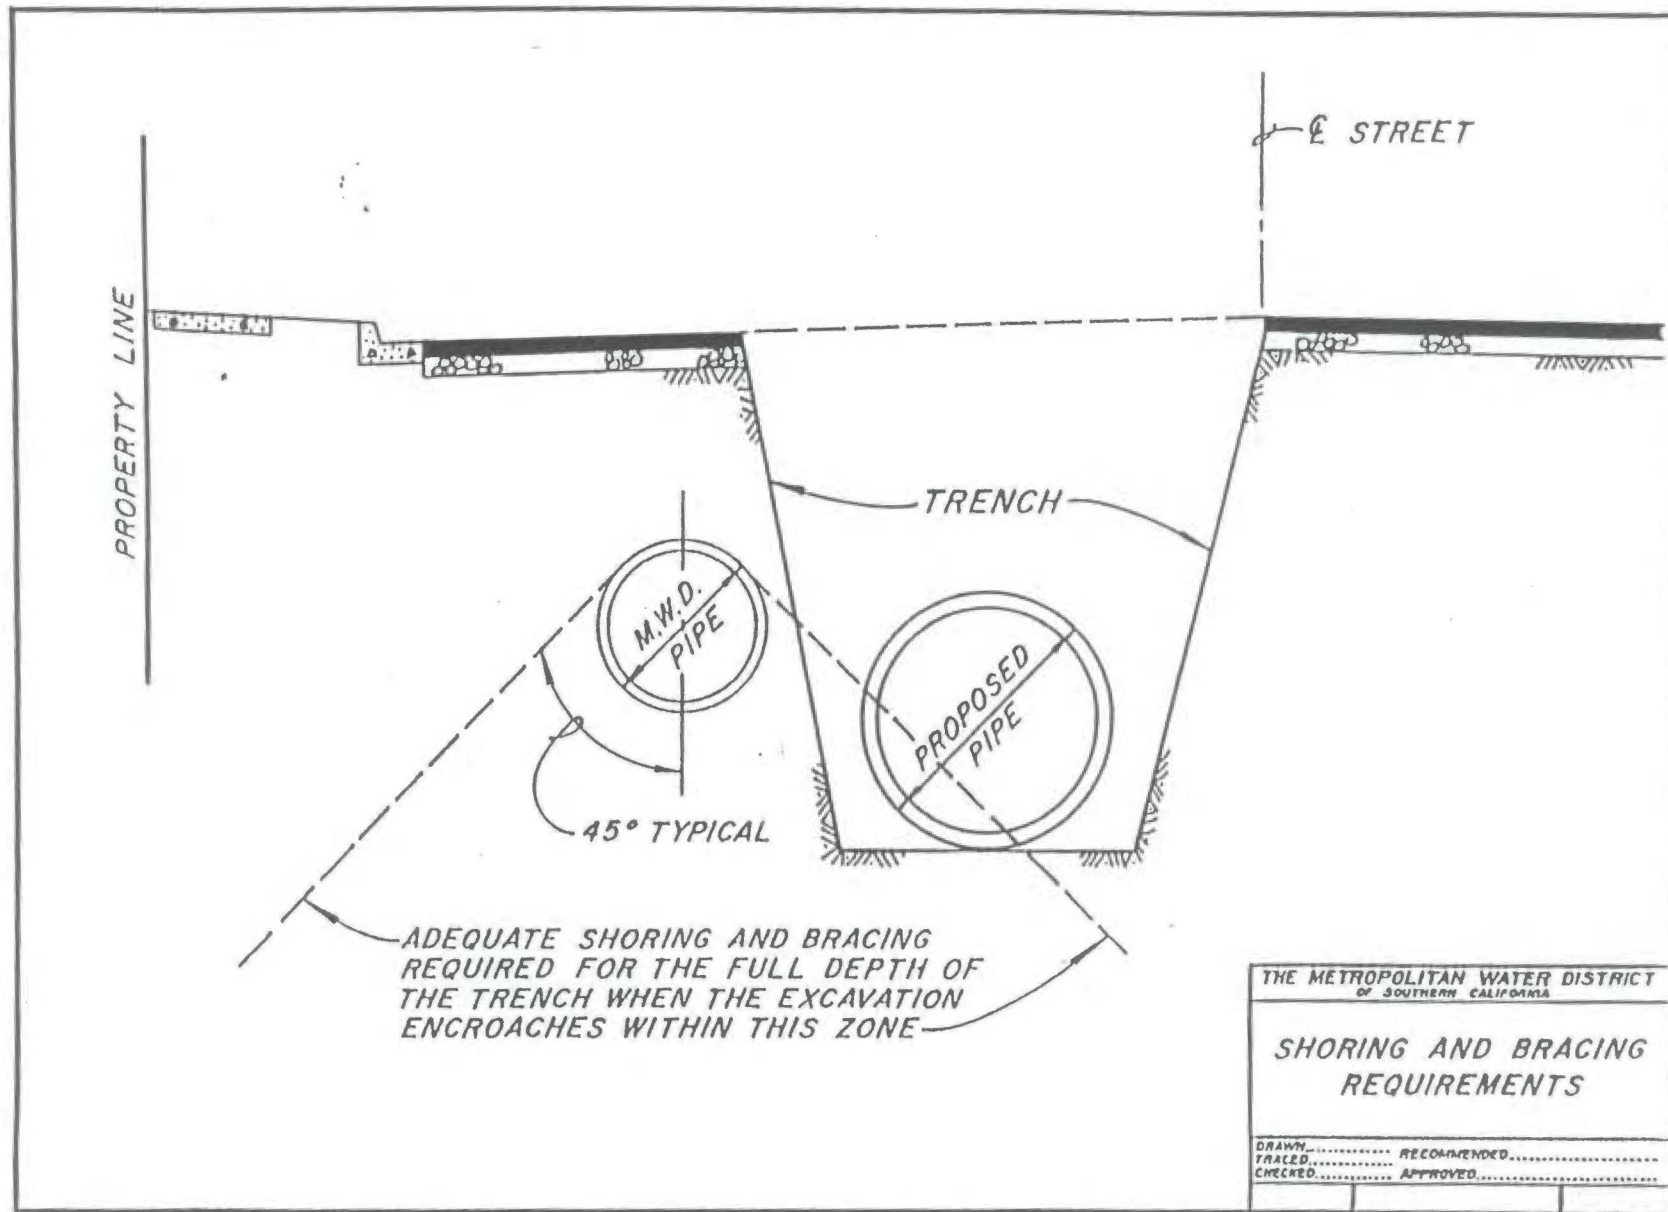 ℄ STREET
PROPERTY LINE
TRENCH
M.W.D.
PIPE
PROPOSED
PIPE
45° TYPICAL
ADEQUATE SHORING AND BRACING
REQUIRED FOR THE FULL DEPTH OF
THE TRENCH WHEN THE EXCAVATION
ENCROACHES WITHIN THIS ZONE
THE METROPOLITAN WATER DISTRICT
OF SOUTHERN CALIFORNIA
SHORING AND BRACING
REQUIREMENTS
DRAWN.............. RECOMMENDED......................
TRACED..............
CHECKED............. APPROVED...........................